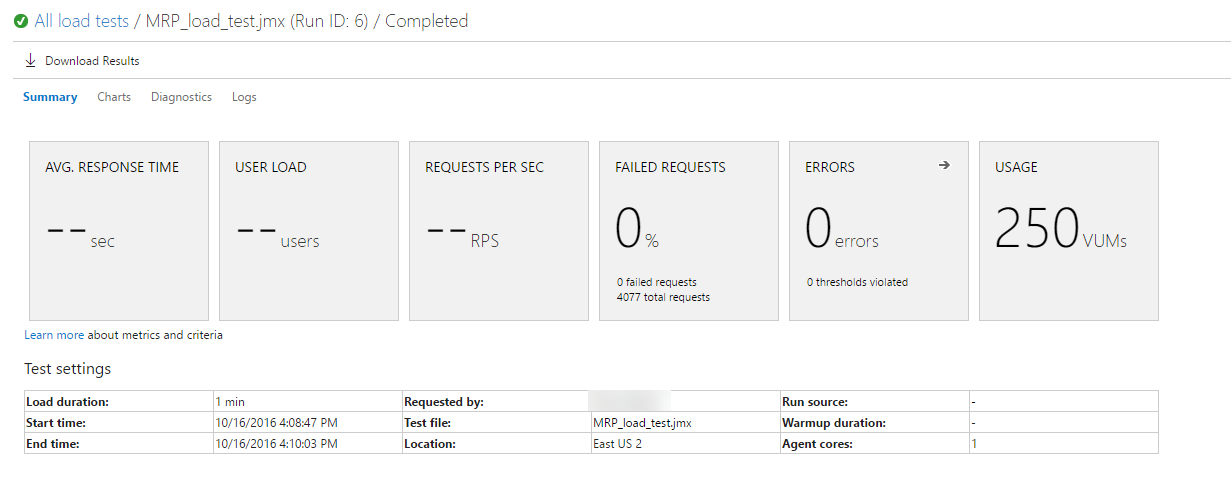 All load tests / MRP_load_test.jmx (Run ID: 6) / Completed
Download Results
Summary Charts Diagnostics Logs
AVG. RESPONSE TIME
-- sec
USER LOAD
-- users
REQUESTS PER SEC
-- RPS
FAILED REQUESTS
0 %
0 failed requests
4077 total requests
ERRORS
0 errors
0 thresholds violated
USAGE
250 VUMs
Learn more about metrics and criteria
Test settings
Load duration: 1 min Requested by: Run source: -
Start time: 10/16/2016 4:08:47 PM Test file: MRP_load_test.jmx Warmup duration: -
End time: 10/16/2016 4:10:03 PM Location: East US 2 Agent cores: 1